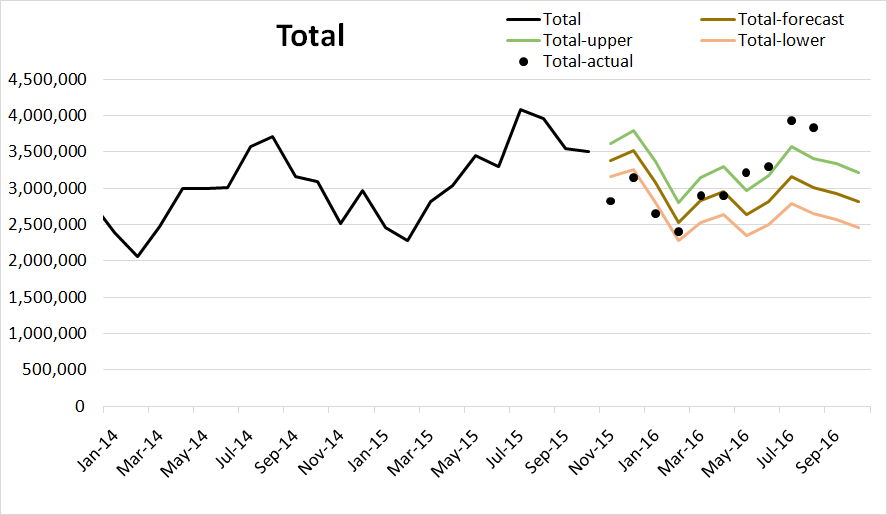 Total
Total Total-forecast
Total-upper Total-lower
Total-actual
4,500,000
4,000,000
3,500,000
3,000,000
2,500,000
2,000,000
1,500,000
1,000,000
500,000
0
Jan-14 Mar-14 May-14 Jul-14 Sep-14 Nov-14 Jan-15 Mar-15 May-15 Jul-15 Sep-15 Nov-15 Jan-16 Mar-16 May-16 Jul-16 Sep-16